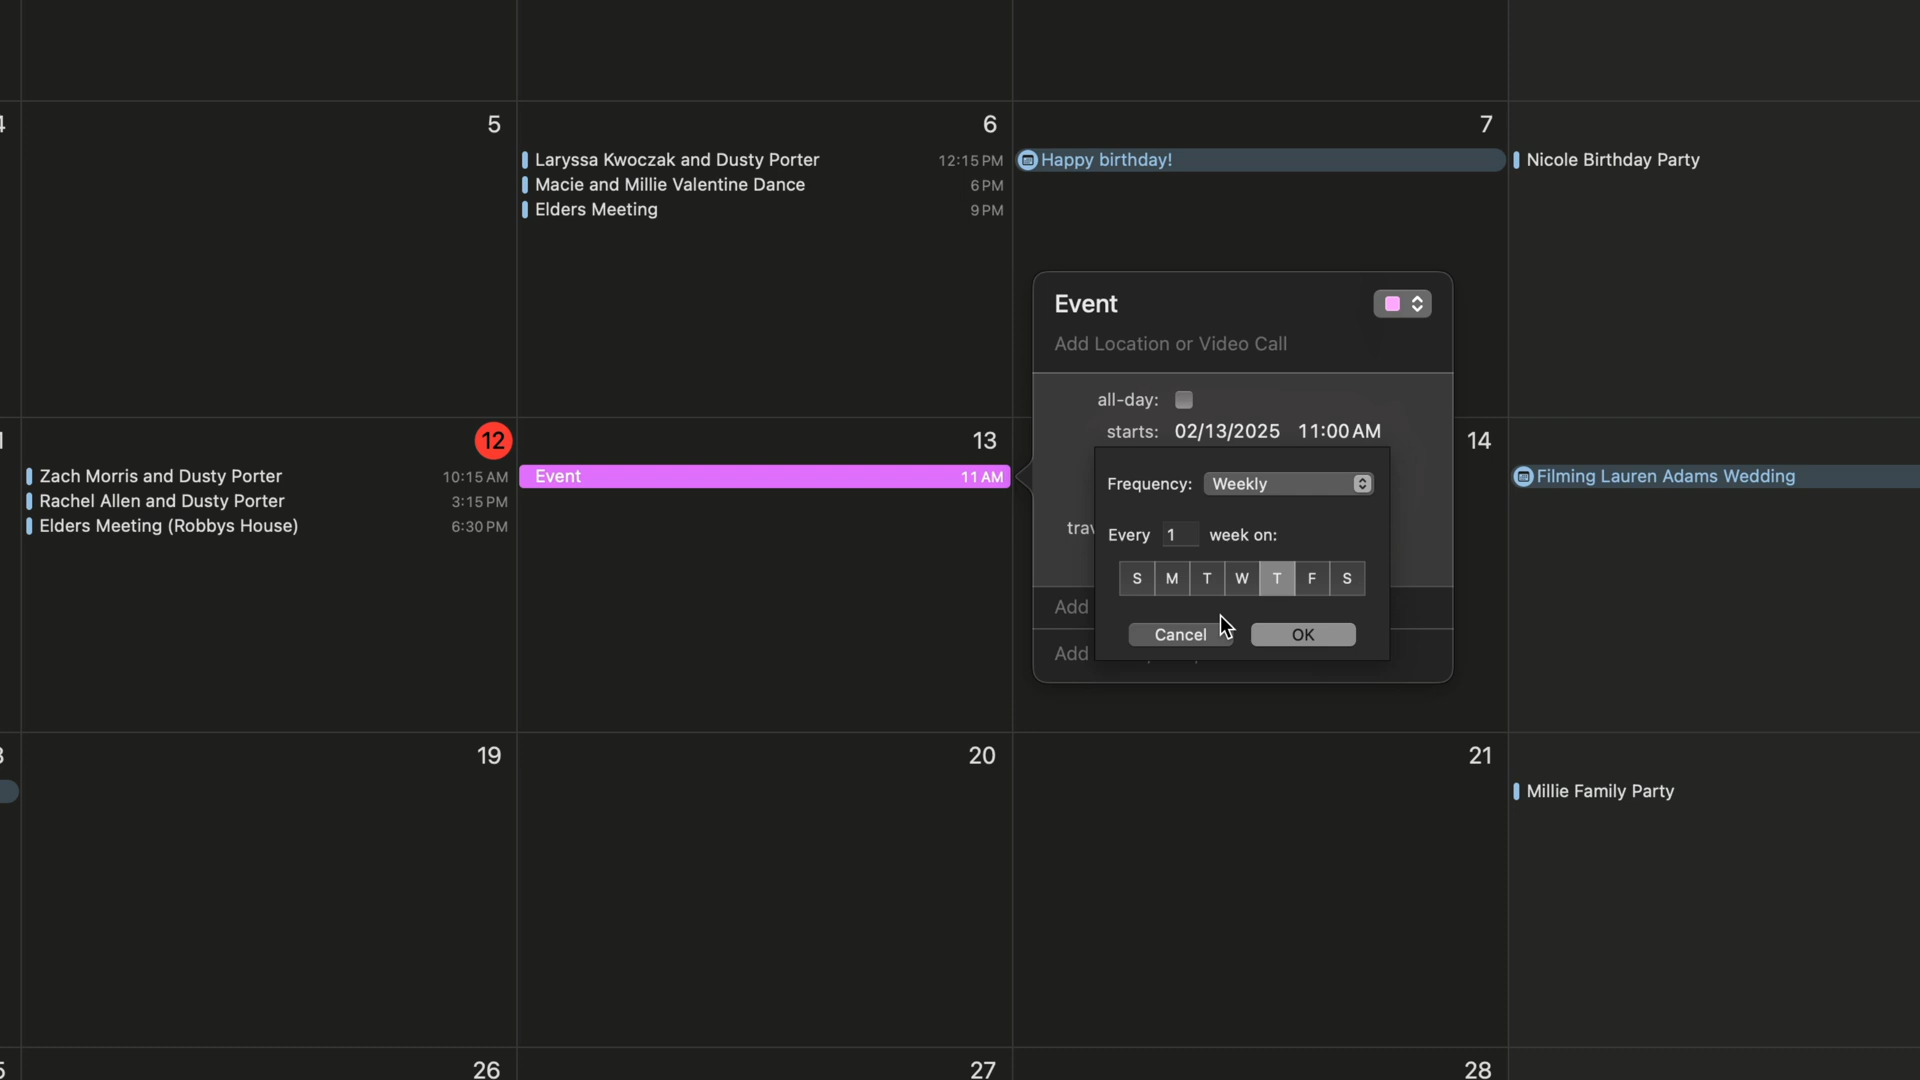 5
6
7
Laryssa Kwoczak and Dusty Porter 12:15 PM
Macie and Millie Valentine Dance 6 PM
Elders Meeting 9 PM
Happy birthday!
Nicole Birthday Party
Event
Add Location or Video Call
all-day:
starts: 02/13/2025 11:00 AM
12
13
14
Zach Morris and Dusty Porter 10:15 AM
Rachel Allen and Dusty Porter 3:15 PM
Elders Meeting (Robbys House) 6:30 PM
Event 11 AM
Filming Lauren Adams Wedding
Frequency: Weekly
Every 1 week on:
S M T W T F S
Cancel OK
Add
Add
19
20
21
Millie Family Party
26
27
28